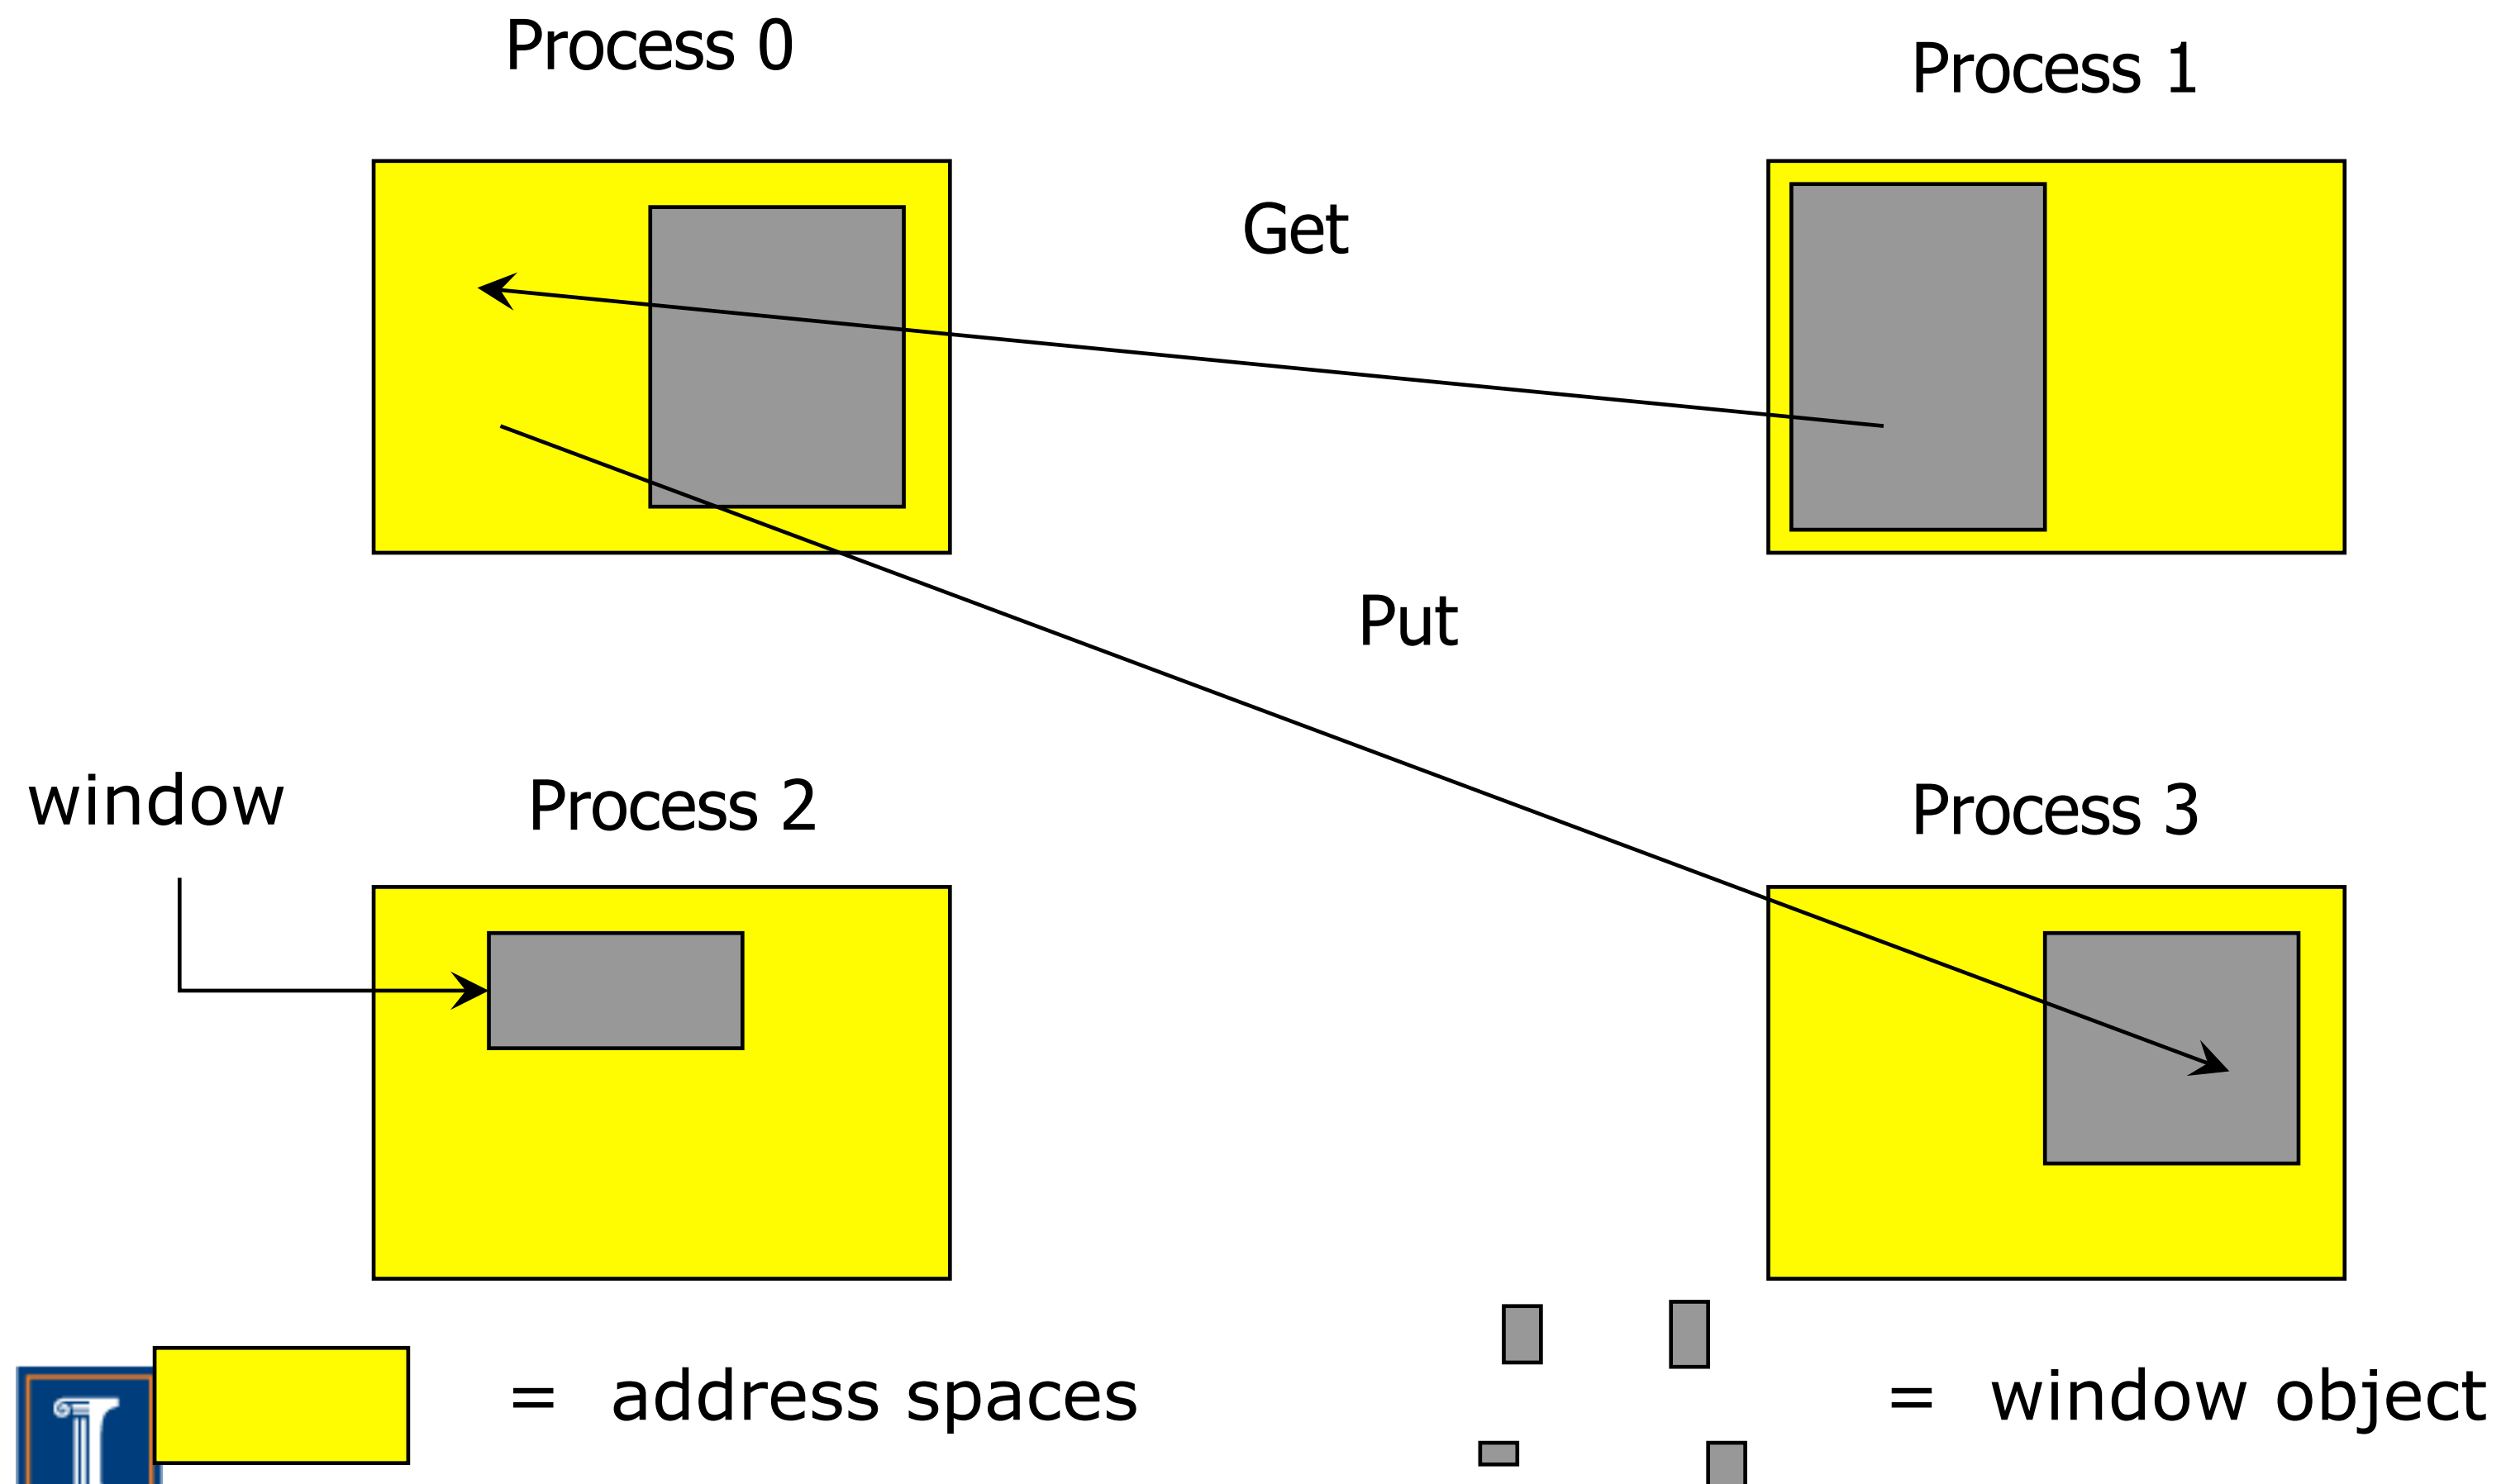 Process 0
Process 1
Get
Put
window
Process 2
Process 3
= address spaces
= window object